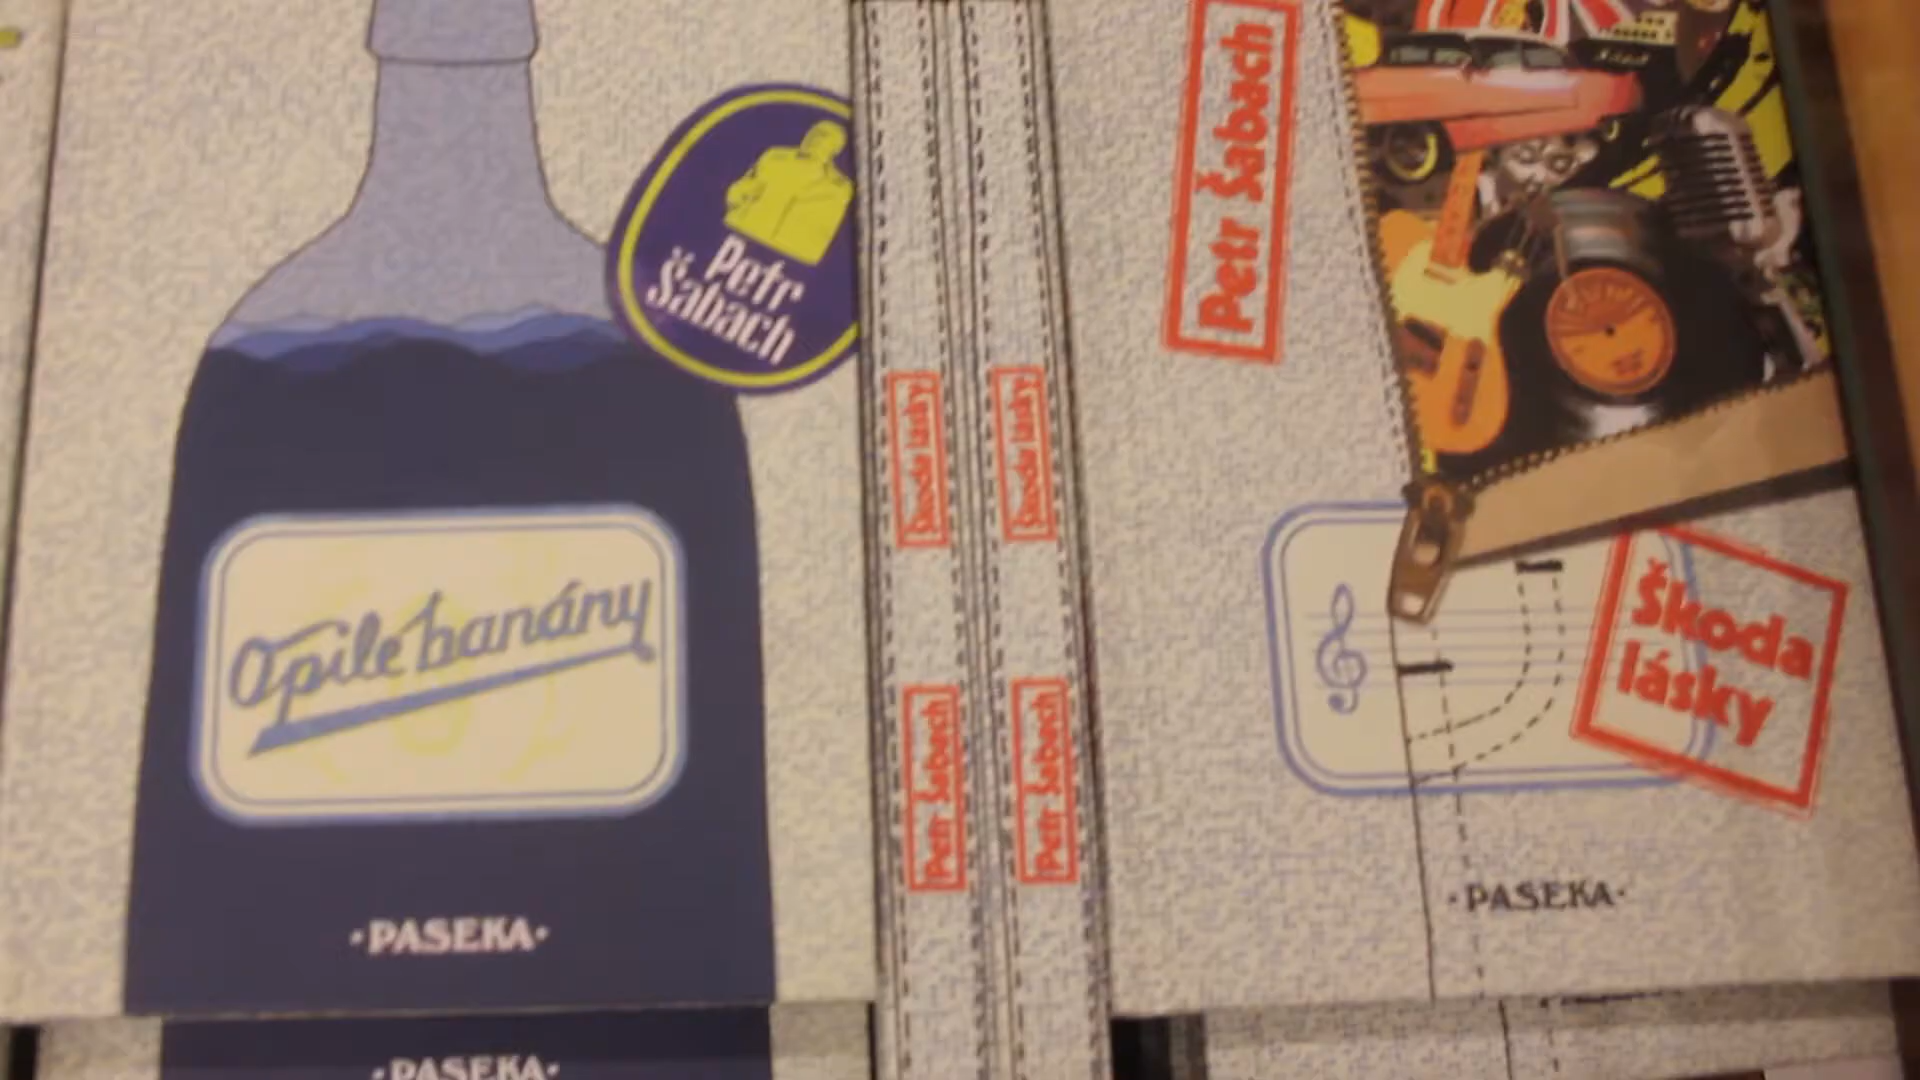 Petr
Šabach
Opilé banány
·PASEKA·
·PASEKA·
Škoda lásky
Petr Šabach
Škoda lásky
Petr Šabach
Petr Šabach
Škoda
lásky
·PASEKA·